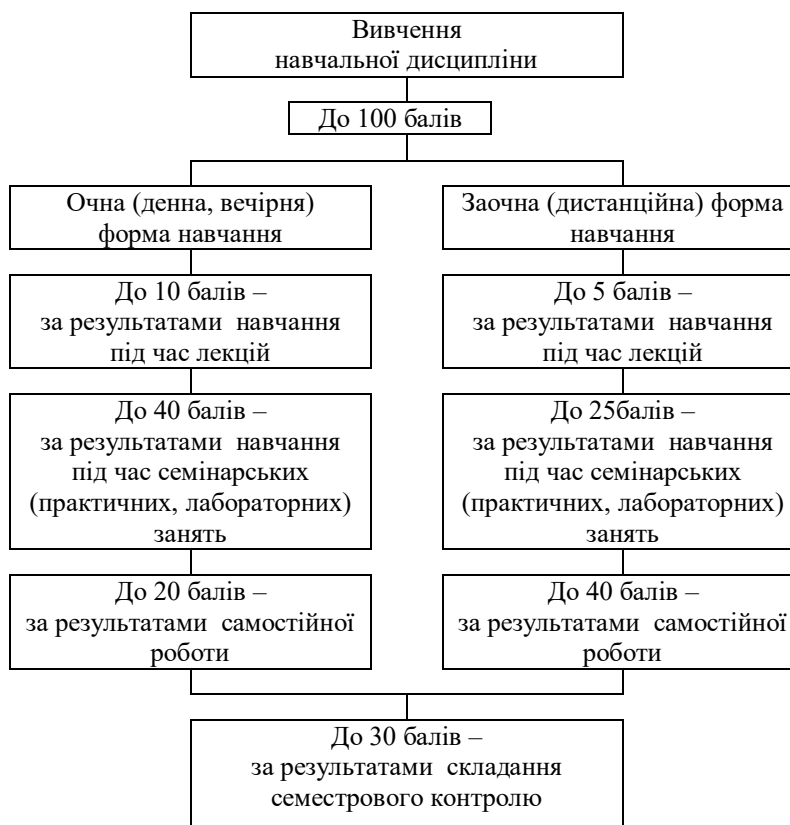 Вивчення
навчальної дисципліни
До 100 балів
Очна (денна, вечірня)
форма навчання
Заочна (дистанційна) форма
навчання
До 10 балів –
за результатами навчання
під час лекцій
До 5 балів –
за результатами навчання
під час лекцій
До 40 балів –
за результатами навчання
під час семінарських
(практичних, лабораторних)
занять
До 25балів –
за результатами навчання
під час семінарських
(практичних, лабораторних)
занять
До 20 балів –
за результатами самостійної
роботи
До 40 балів –
за результатами самостійної
роботи
До 30 балів –
за результатами складання
семестрового контролю